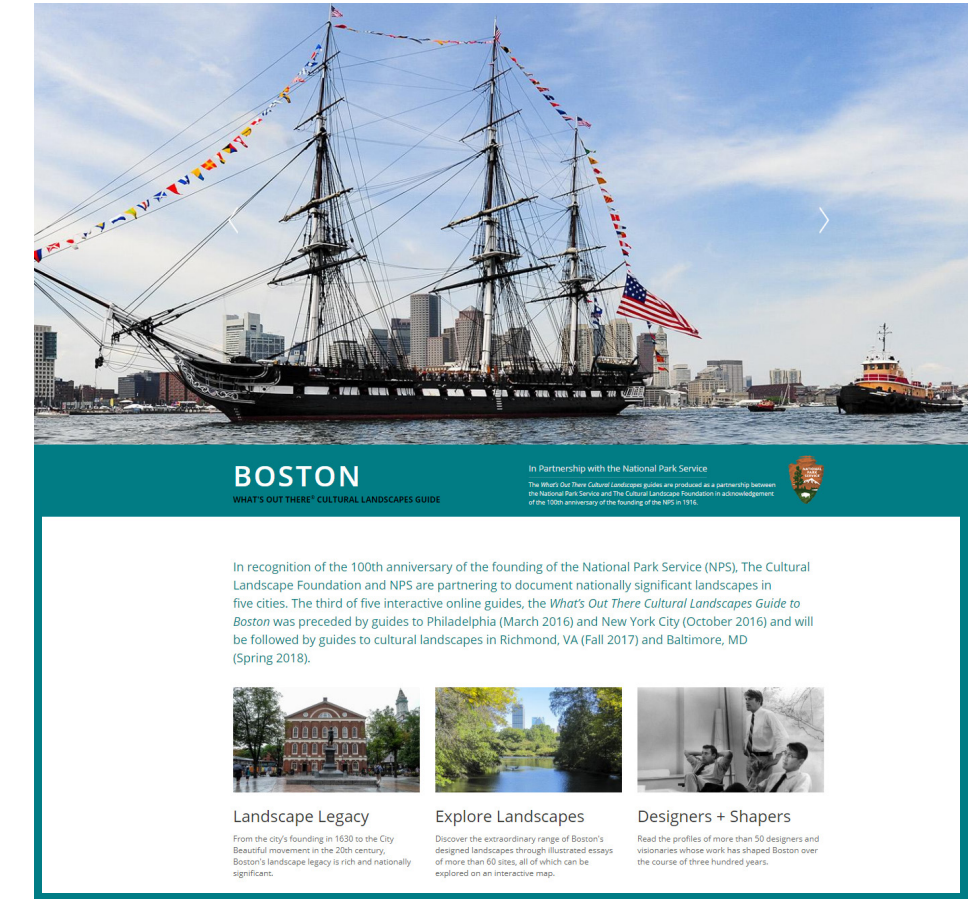 BOSTON
WHAT'S OUT THERE® CULTURAL LANDSCAPES GUIDE
In Partnership with the National Park Service
The What's Out There Cultural Landscapes guides are produced as a partnership between
the National Park Service and The Cultural Landscape Foundation in acknowledgement
of the 100th anniversary of the founding of the NPS in 1916.
NATIONAL
PARK
SERVICE
In recognition of the 100th anniversary of the founding of the National Park Service (NPS), The Cultural
Landscape Foundation and NPS are partnering to document nationally significant landscapes in
five cities. The third of five interactive online guides, the What's Out There Cultural Landscapes Guide to
Boston was preceded by guides to Philadelphia (March 2016) and New York City (October 2016) and will
be followed by guides to cultural landscapes in Richmond, VA (Fall 2017) and Baltimore, MD
(Spring 2018).
Landscape Legacy
From the city's founding in 1630 to the City
Beautiful movement in the 20th century,
Boston's landscape legacy is rich and nationally
significant.
Explore Landscapes
Discover the extraordinary range of Boston's
designed landscapes through illustrated essays
of more than 60 sites, all of which can be
explored on an interactive map.
Designers + Shapers
Read the profiles of more than 50 designers and
visionaries whose work has shaped Boston over
the course of three hundred years.